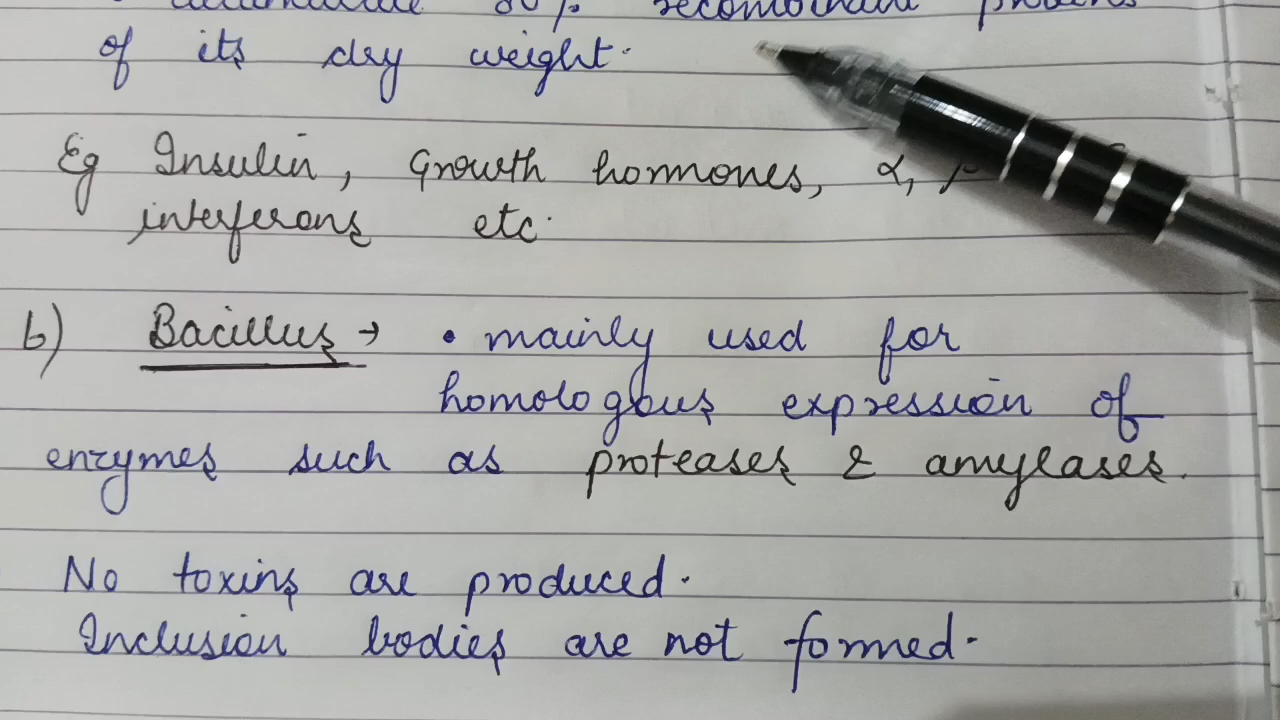 recombinant
of its dry weight.
Eg Insulin, Growth hormones, α,
interferons etc.
b) Bacillus → • mainly used for
homologous expression of
enzymes such as proteases & amylases.
No toxins are produced.
Inclusion bodies are not formed.